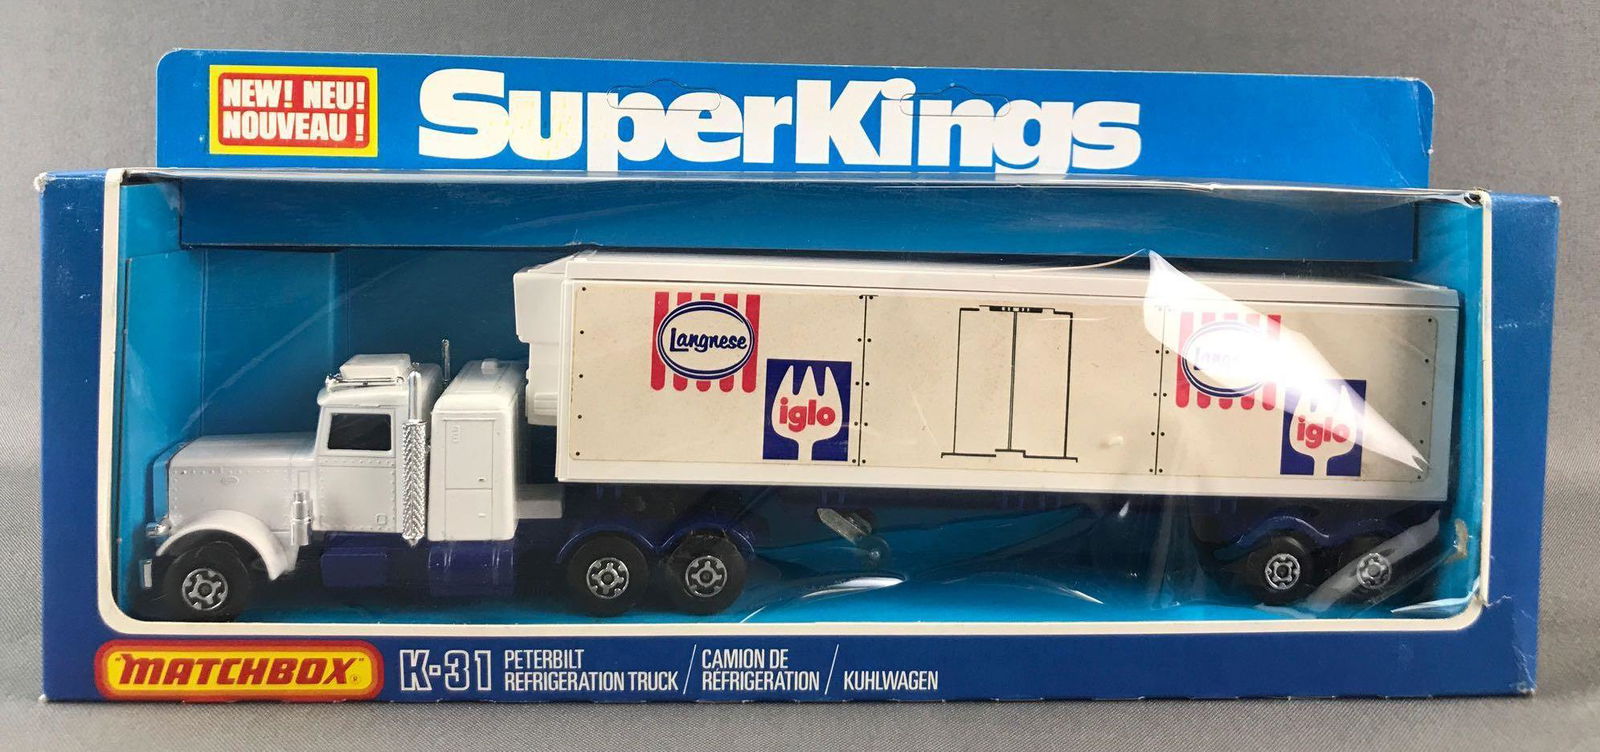 NEW! NEU!
NOUVEAU!
SuperKings
Langnese
iglo
iglo
"MATCHBOX"®
K-31
PETERBILT
REFRIGERATION TRUCK /
CAMION DE
RÉFRIGERATION /
KUHLWAGEN